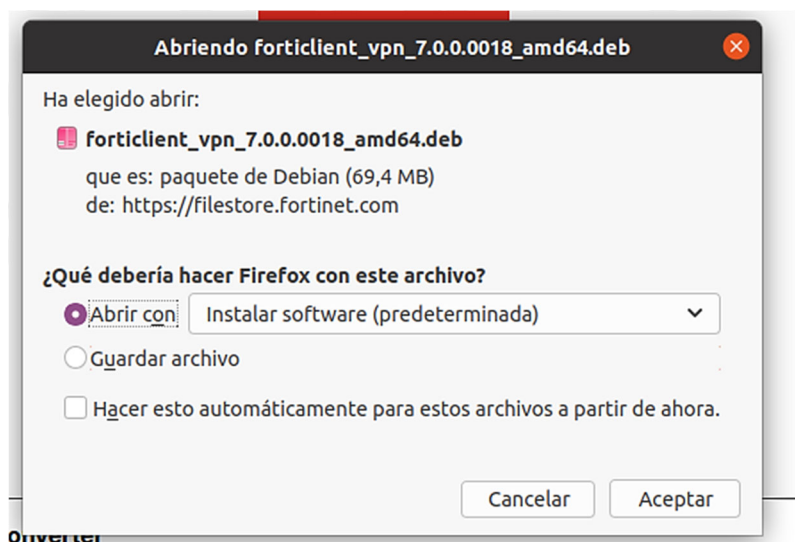 Abriendo forticlient_vpn_7.0.0.0018_amd64.deb
Ha elegido abrir:
forticlient_vpn_7.0.0.0018_amd64.deb
que es: paquete de Debian (69,4 MB)
de: https://filestore.fortinet.com
¿Qué debería hacer Firefox con este archivo?
Abrir con Instalar software (predeterminada)
Guardar archivo
Hacer esto automáticamente para estos archivos a partir de ahora.
Cancelar Aceptar
onverter